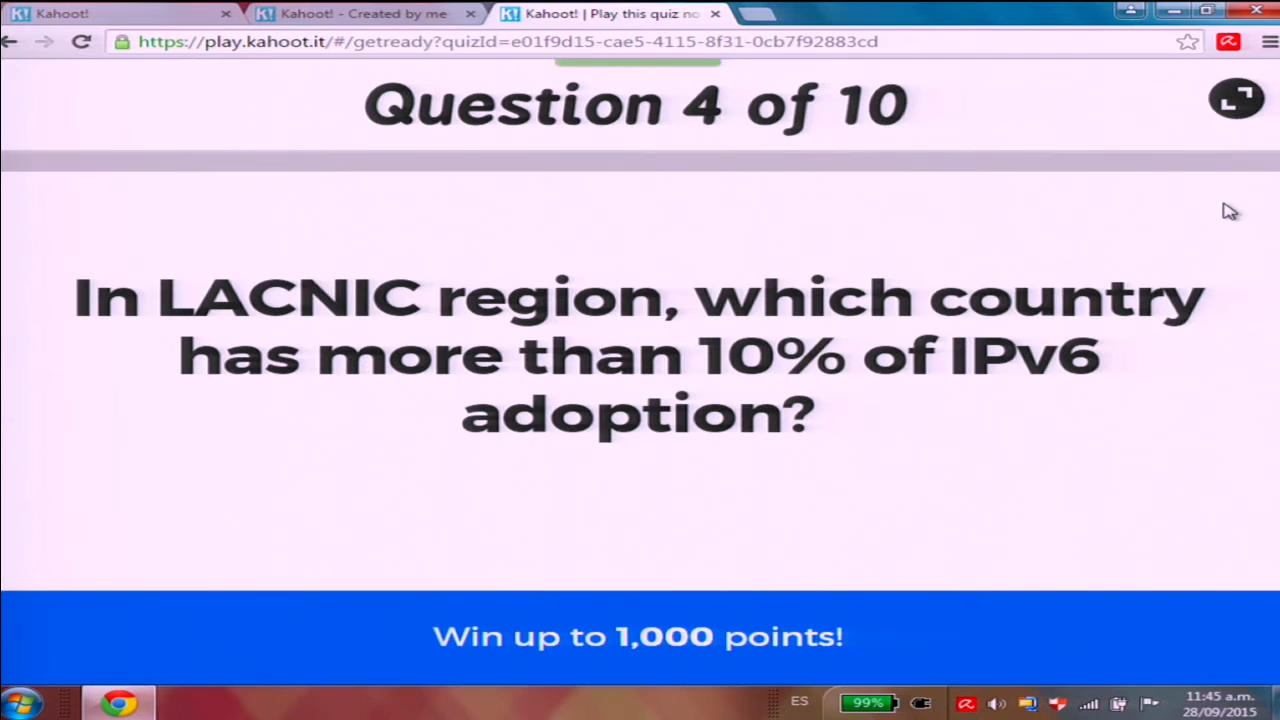 Kahoot!
Kahoot! - Created by me
Kahoot! | Play this quiz no
https://play.kahoot.it/#/getready?quizId=e01f9d15-cae5-4115-8f31-0cb7f92883cd
Question 4 of 10
In LACNIC region, which country
has more than 10% of IPv6
adoption?
Win up to 1,000 points!
ES
99%
11:45 a.m.
28/09/2015